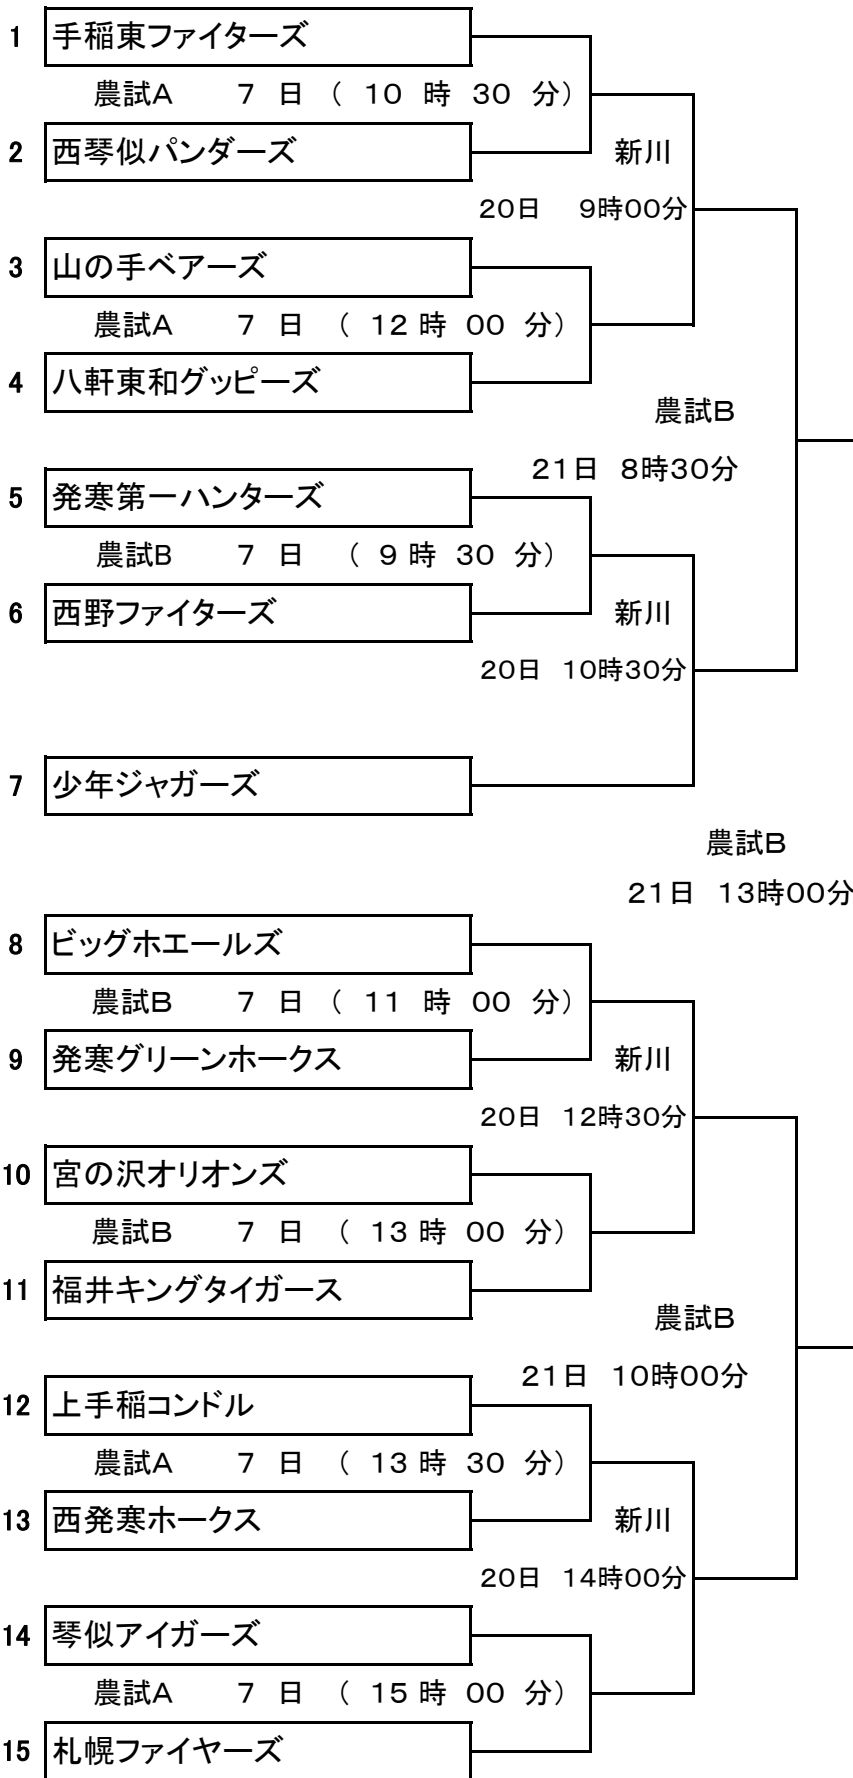 1 手稲東ファイターズ
農試A 7 日 ( 10 時 30 分)
2 西琴似パンダーズ 新川
20日 9時00分
3 山の手ベアーズ
農試A 7 日 ( 12 時 00 分)
4 八軒東和グッピーズ
農試B
21日 8時30分
5 発寒第一ハンターズ
農試B 7 日 ( 9 時 30 分)
6 西野ファイターズ 新川
20日 10時30分
7 少年ジャガーズ
農試B
21日 13時00分
8 ビッグホエールズ
農試B 7 日 ( 11 時 00 分)
9 発寒グリーンホークス 新川
20日 12時30分
10 宮の沢オリオンズ
農試B 7 日 ( 13 時 00 分)
11 福井キングタイガース
農試B
21日 10時00分
12 上手稲コンドル
農試A 7 日 ( 13 時 30 分)
13 西発寒ホークス 新川
20日 14時00分
14 琴似アイガーズ
農試A 7 日 ( 15 時 00 分)
15 札幌ファイヤーズ